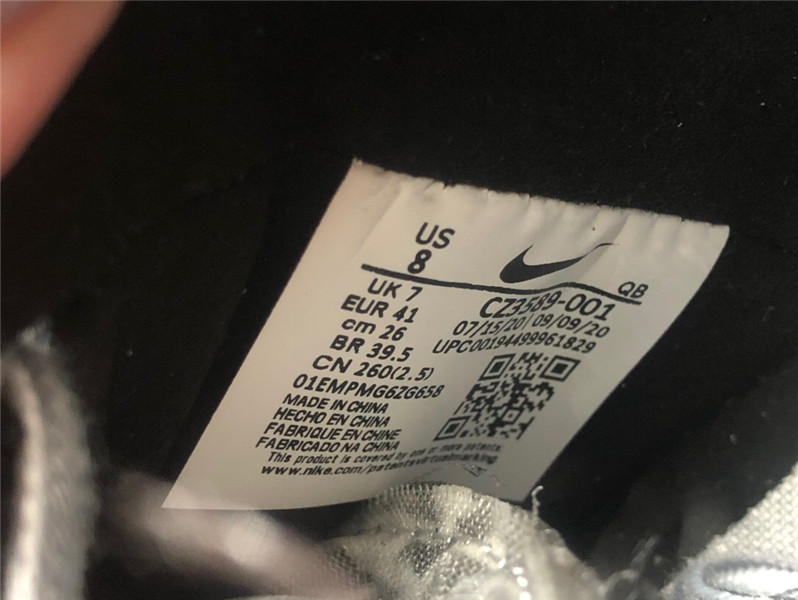 US
8
QB
UK 7
EUR 41
cm 26
BR 39.5
CN 260(2.5)
01EMPMG6ZG658
CZ3589-001
07/15/20 | 09/09/20
UPC00194499961829
MADE IN CHINA
HECHO EN CHINA
FABRIQUE EN CHINE
FABRICADO NA CHINA
This product is covered by one or more patents.
www.nike.com/patentsvirtualmarking